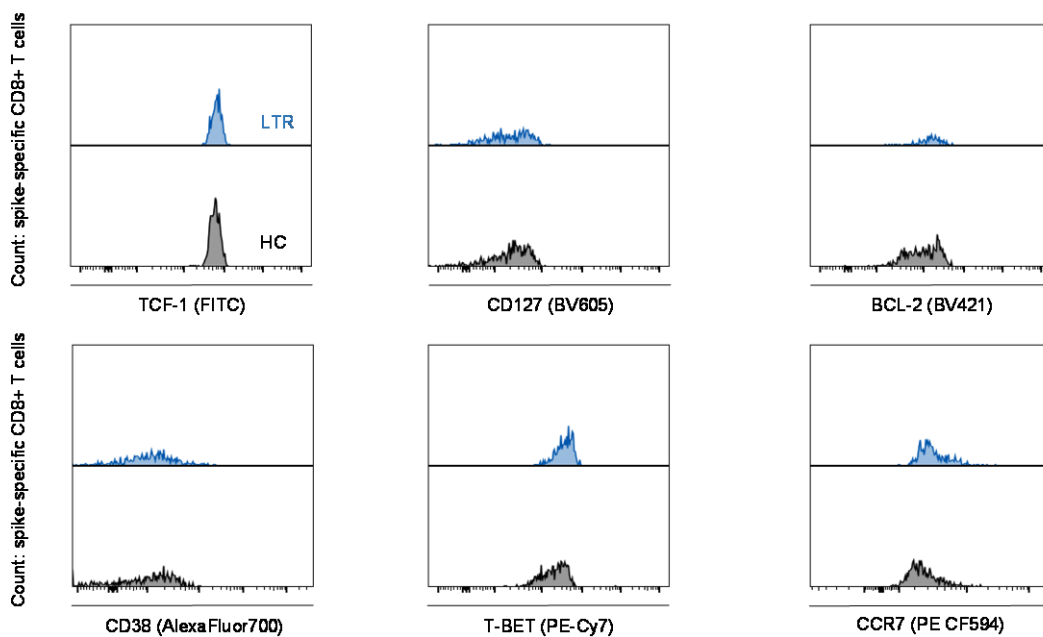 Count: spike-specific CD8+ T cells
LTR
HC
TCF-1 (FITC)
CD127 (BV605)
BCL-2 (BV421)
Count: spike-specific CD8+ T cells
CD38 (AlexaFluor700)
T-BET (PE-Cy7)
CCR7 (PE CF594)